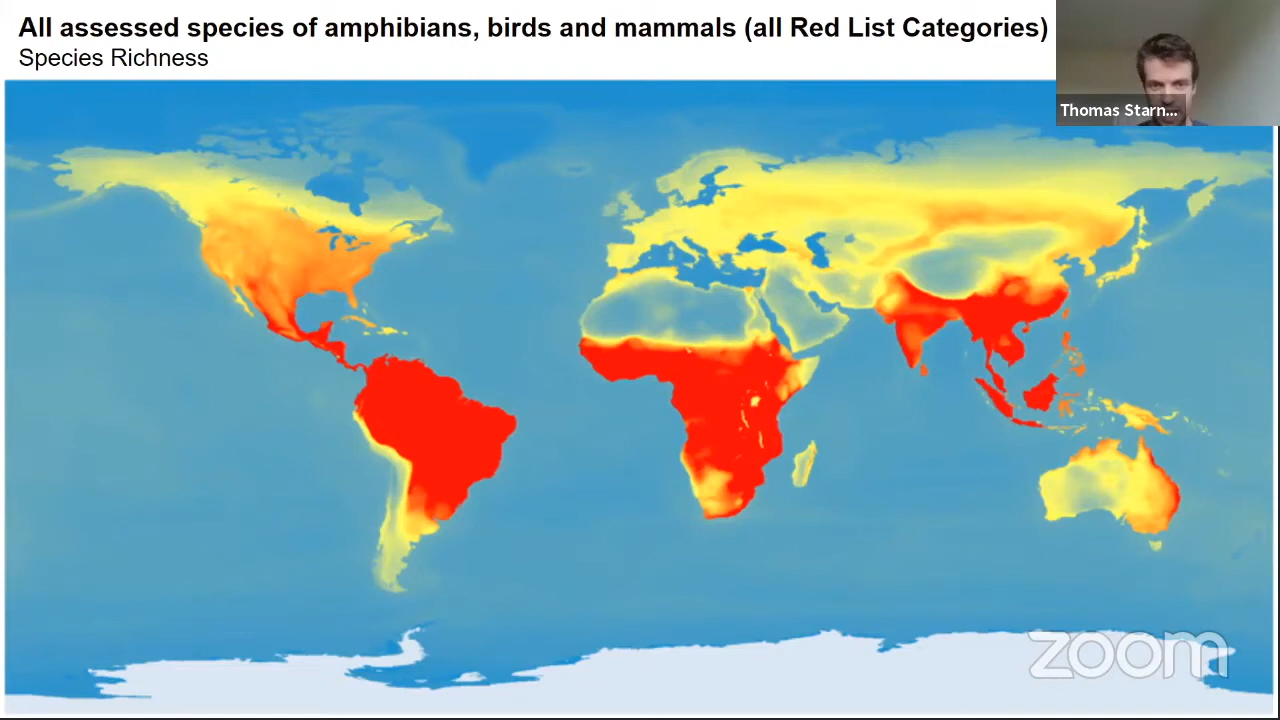 All assessed species of amphibians, birds and mammals (all Red List Categories)
Species Richness
Thomas Starn...
zoom